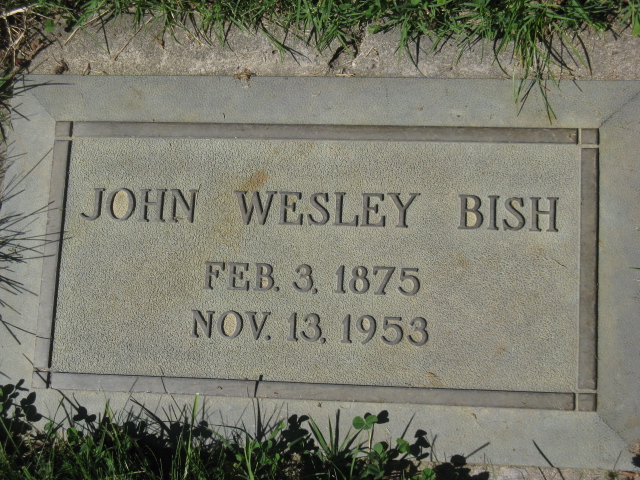 JOHN WESLEY BISH
FEB. 3, 1875
NOV. 13, 1953